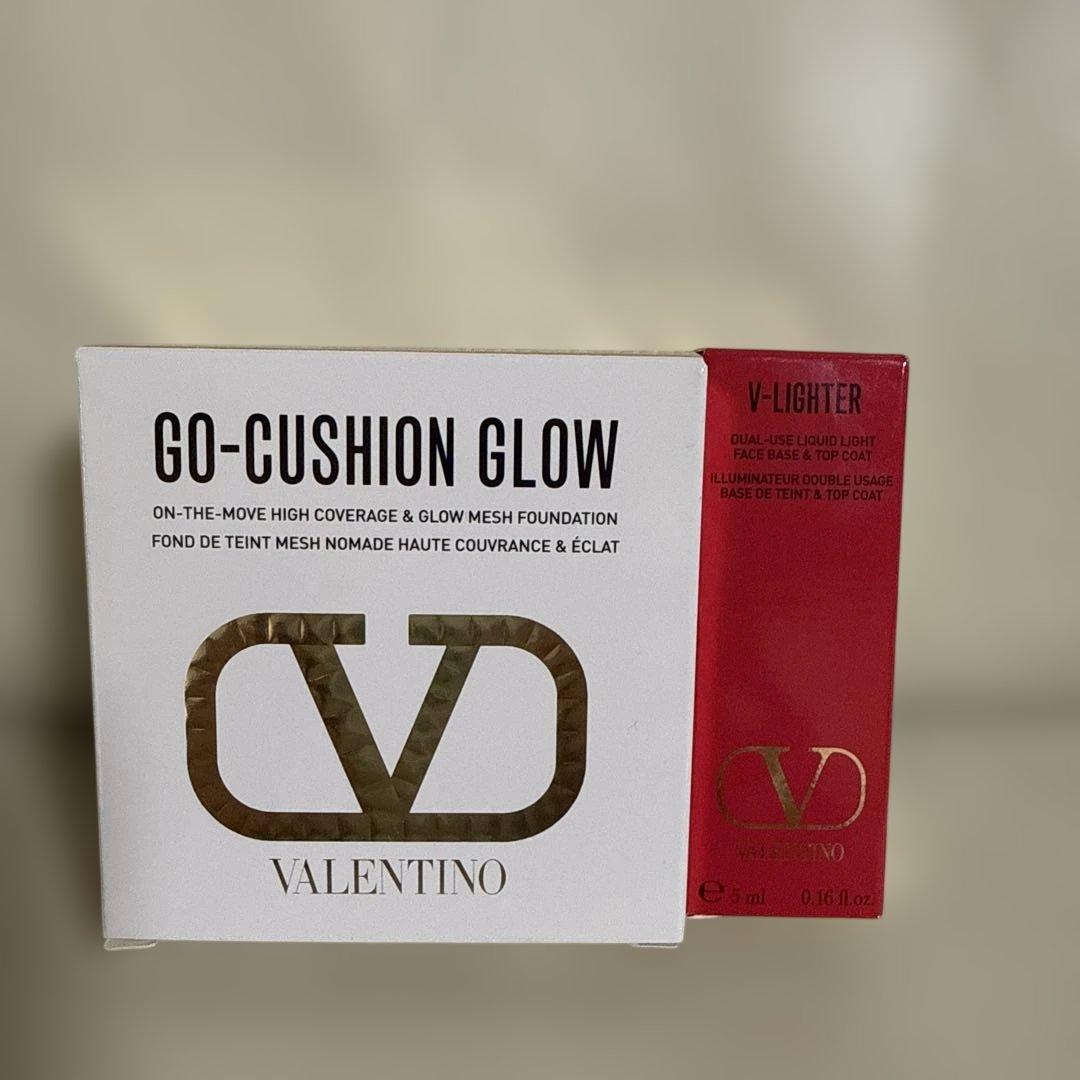 GO-CUSHION GLOW
ON-THE-MOVE HIGH COVERAGE & GLOW MESH FOUNDATION
FOND DE TEINT MESH NOMADE HAUTE COUVRANCE & ÉCLAT
V
VALENTINO
V-LIGHTER
DUAL-USE LIQUID LIGHT
FACE BASE & TOP COAT
ILLUMINATEUR DOUBLE USAGE
BASE DE TEINT & TOP COAT
V
VALENTINO
℮ 5 ml 0.16 fl.oz.